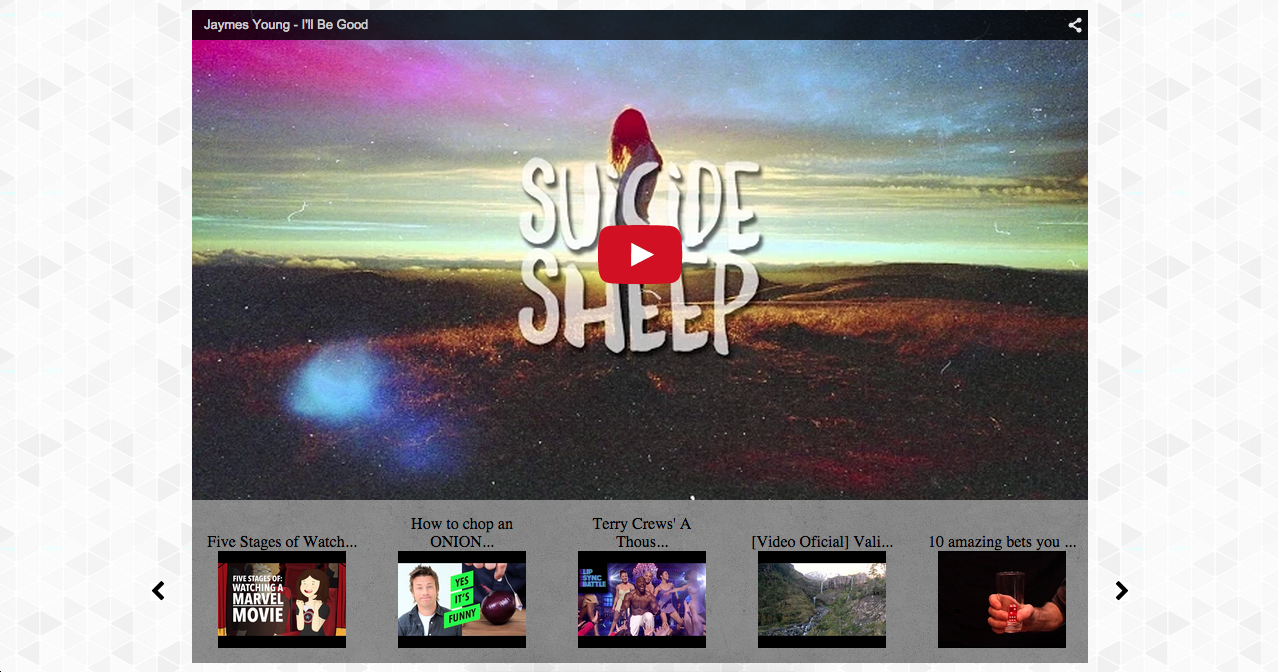 Jaymes Young - I'll Be Good
SUiCiDE
SHEEP
Five Stages of Watch...
How to chop an
ONION...
Terry Crews' A
Thous...
[Video Oficial] Vali...
10 amazing bets you ...
FIVE STAGES OF:
WATCHING A
MARVEL
MOVIE
YES
IT'S
FUNNY
LIP
SYNC
BATTLE